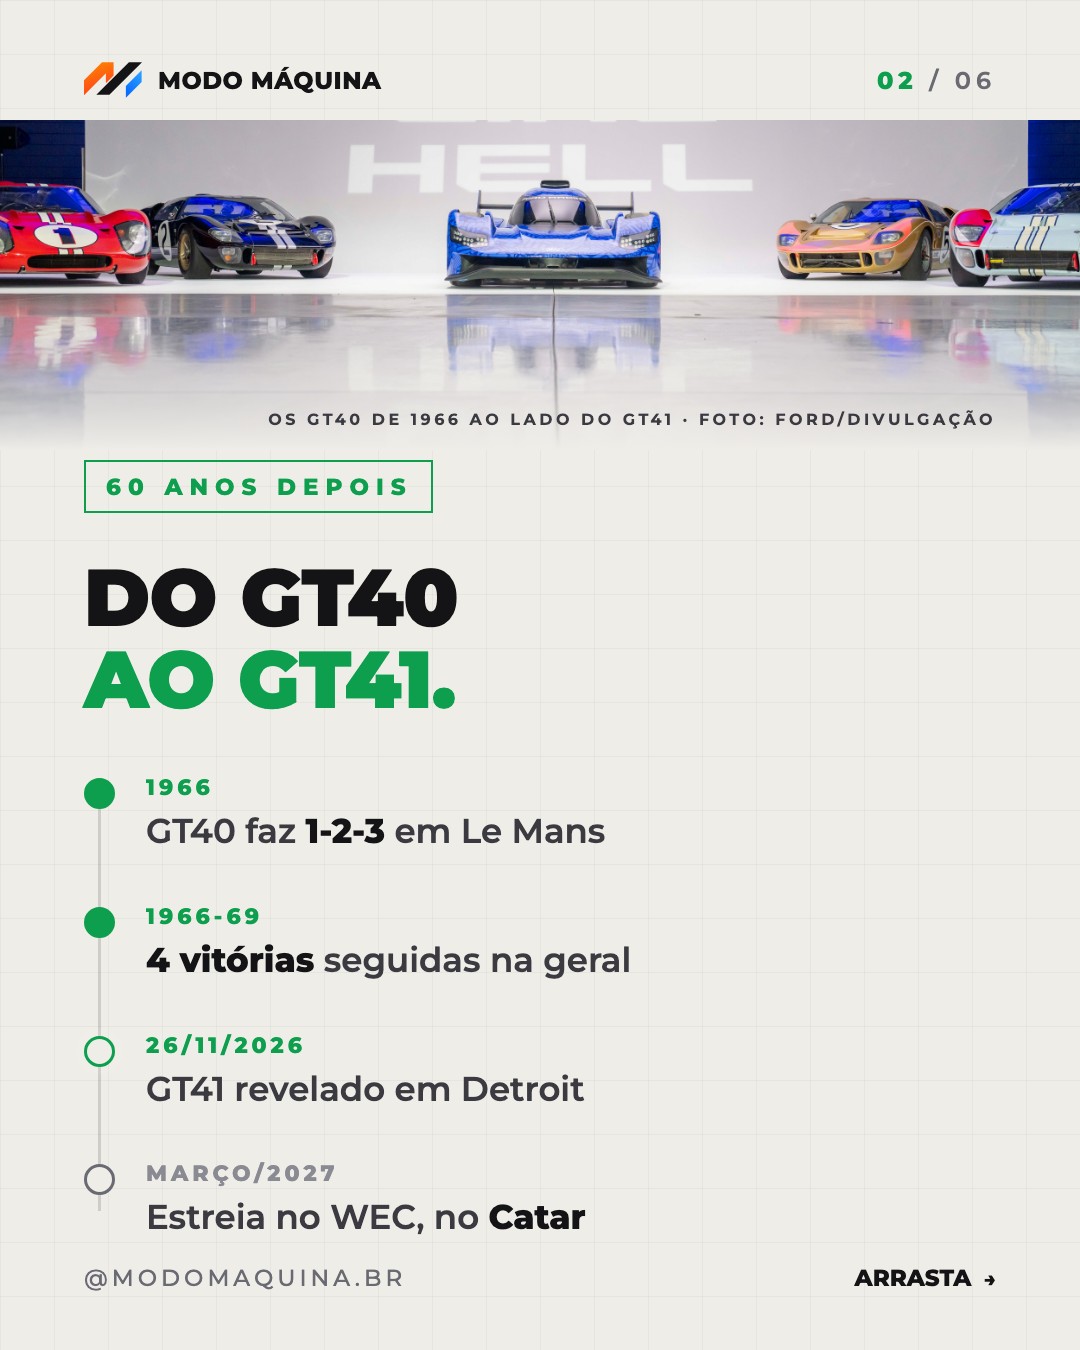 MODO MÁQUINA
02 / 06
HELL
1
2
OS GT40 DE 1966 AO LADO DO GT41 · FOTO: FORD/DIVULGAÇÃO
60 ANOS DEPOIS
DO GT40
AO GT41.
1966
GT40 faz 1-2-3 em Le Mans
1966-69
4 vitórias seguidas na geral
26/11/2026
GT41 revelado em Detroit
MARÇO/2027
Estreia no WEC, no Catar
@MODOMAQUINA.BR
ARRASTA →